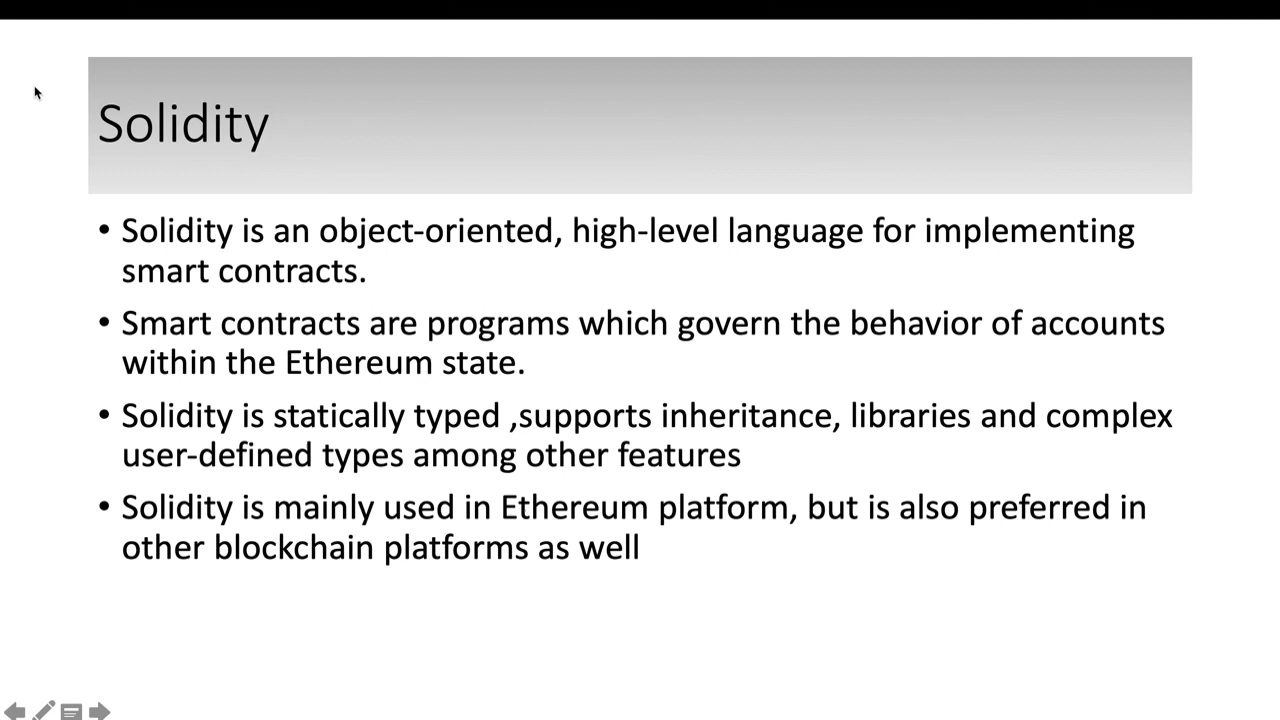 Solidity
• Solidity is an object-oriented, high-level language for implementing
smart contracts.
• Smart contracts are programs which govern the behavior of accounts
within the Ethereum state.
• Solidity is statically typed ,supports inheritance, libraries and complex
user-defined types among other features
• Solidity is mainly used in Ethereum platform, but is also preferred in
other blockchain platforms as well